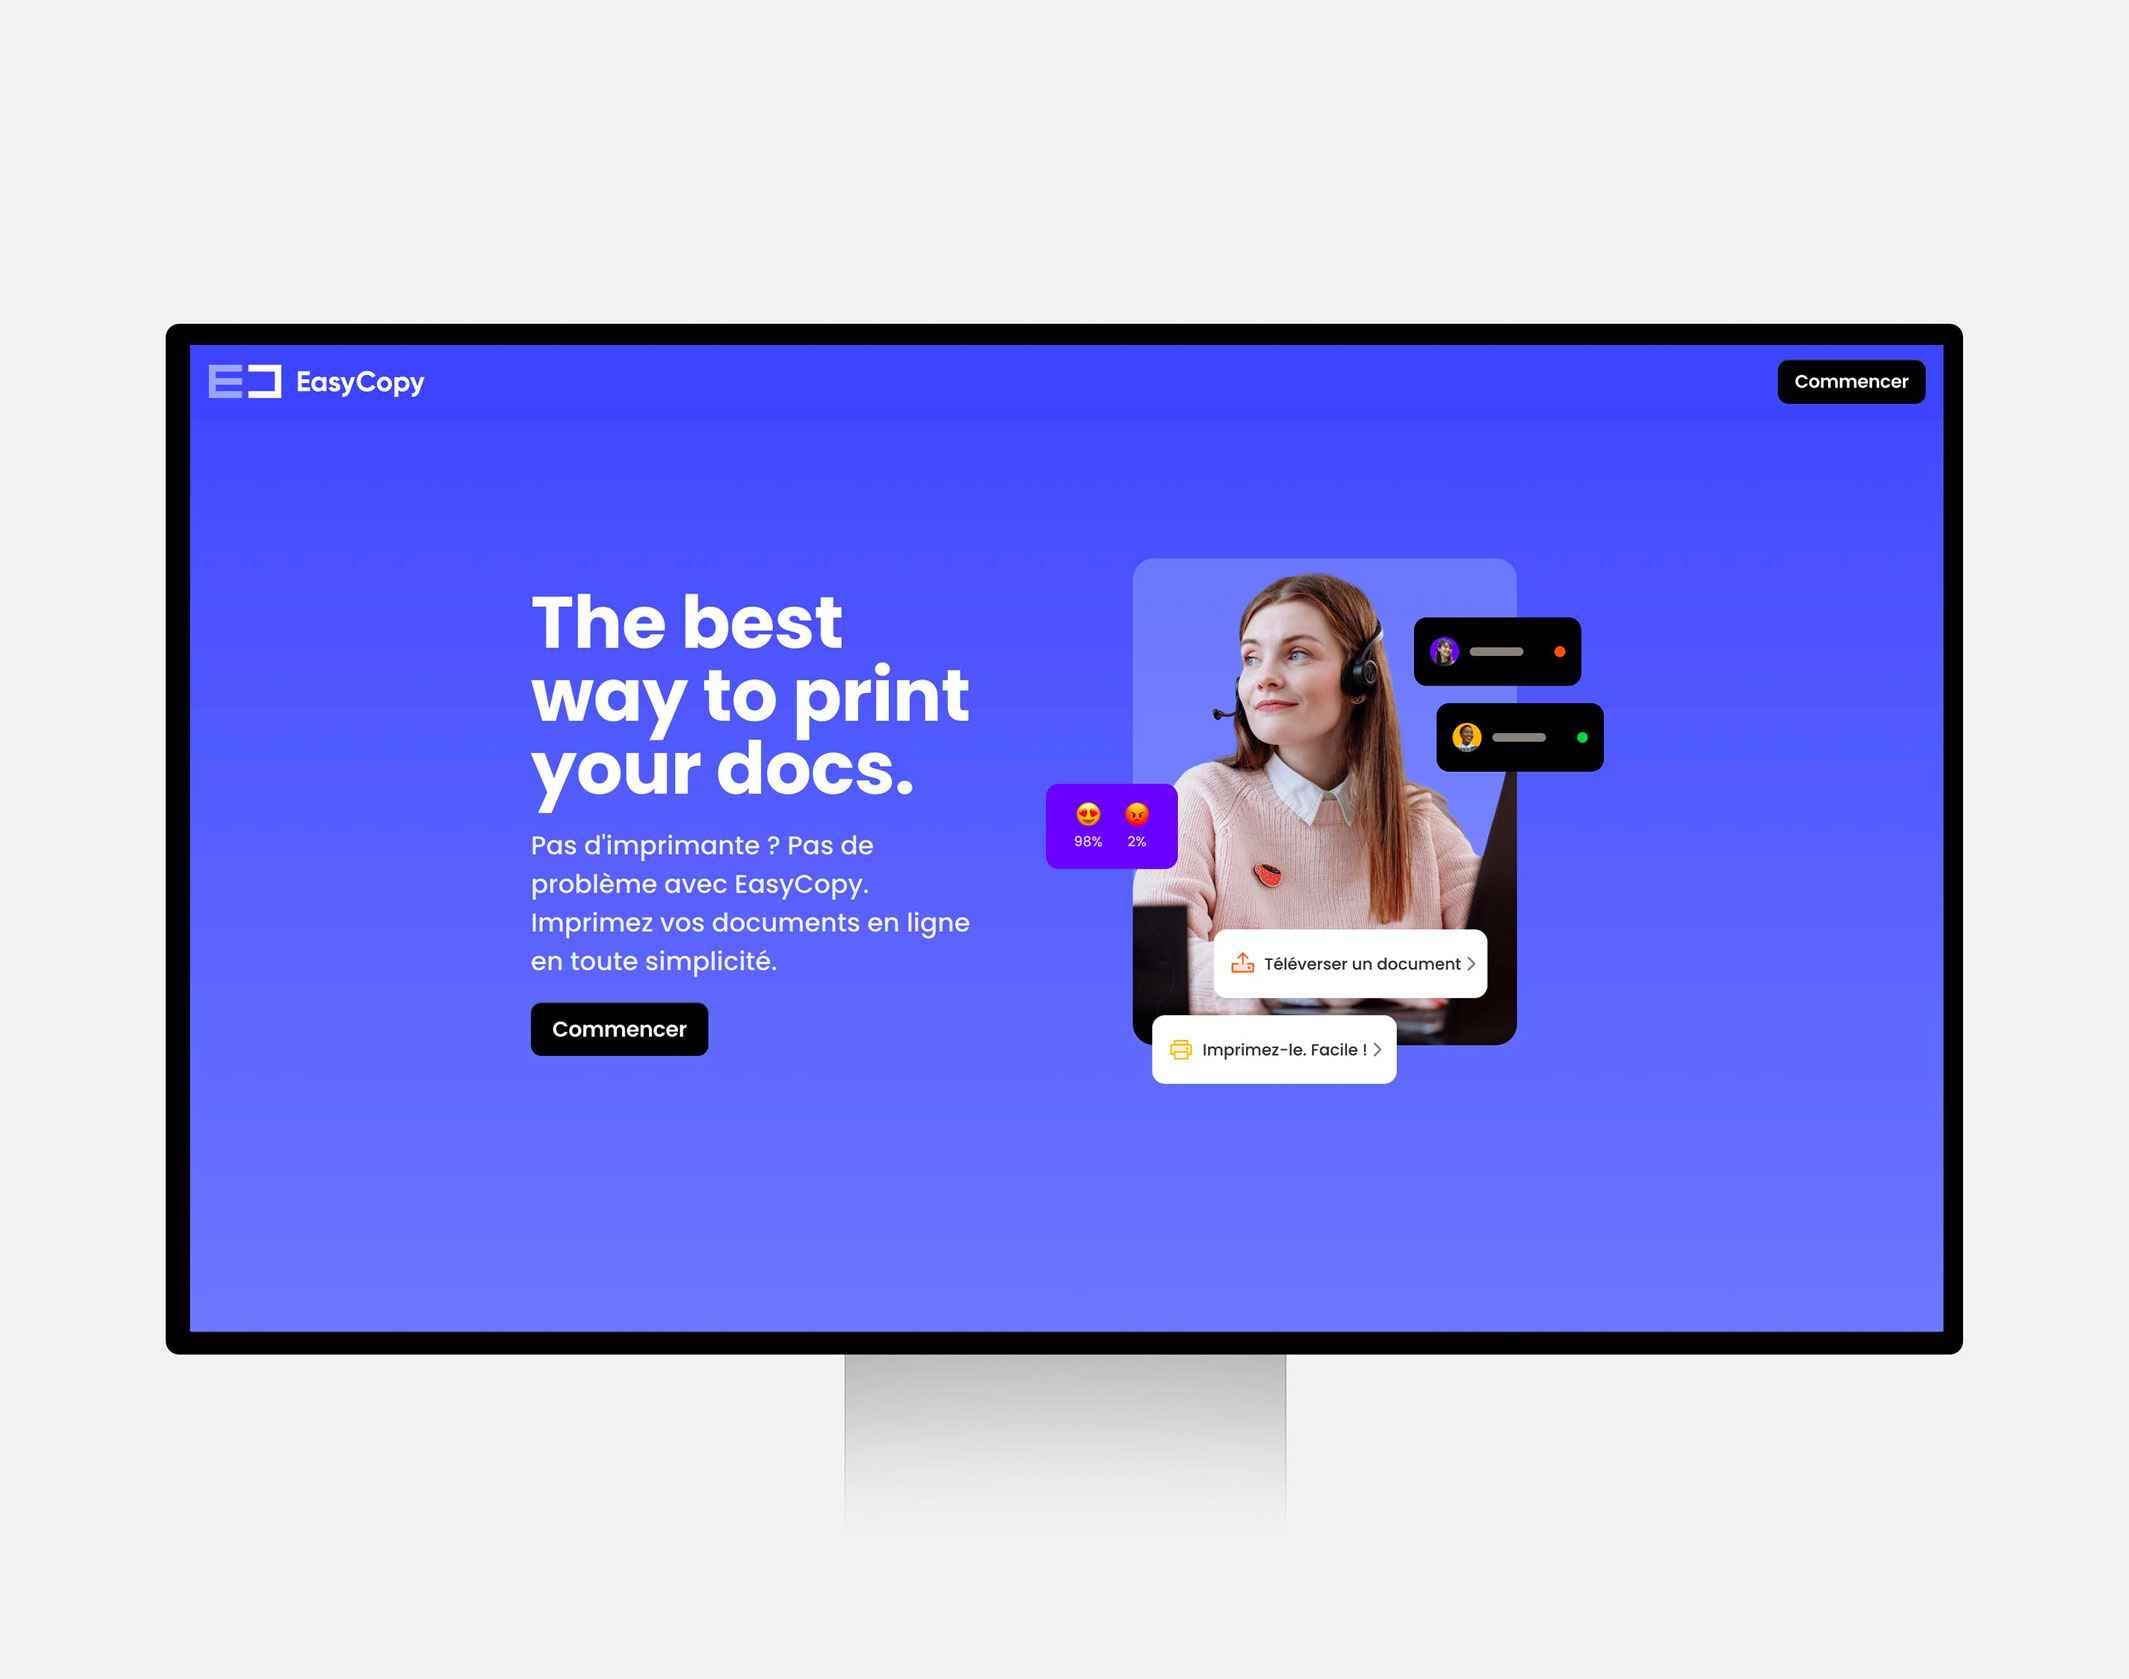 EasyCopy
Commencer
The best
way to print
your docs.
Pas d'imprimante ? Pas de
problème avec EasyCopy.
Imprimez vos documents en ligne
en toute simplicité.
Commencer
98% 2%
Téléverser un document
Imprimez-le. Facile !